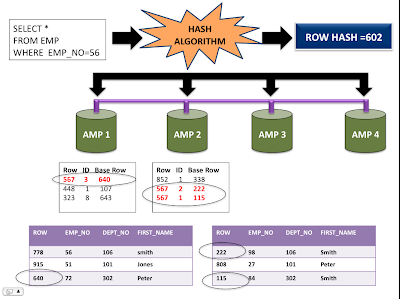 SELECT *
FROM EMP
WHERE EMP_NO=56
HASH
ALGORITHM
ROW HASH =602
AMP 1
AMP 2
AMP 3
AMP 4
Row ID Base Row
567 3 640
448 1 107
323 8 643
Row ID Base Row
852 1 338
567 2 222
567 1 115
ROW EMP_NO DEPT_NO FIRST_NAME
778 56 106 smith
915 51 101 Jones
640 72 302 Peter
ROW EMP_NO DEPT_NO FIRST_NAME
222 98 106 Smith
808 27 101 Peter
115 44 302 Smith